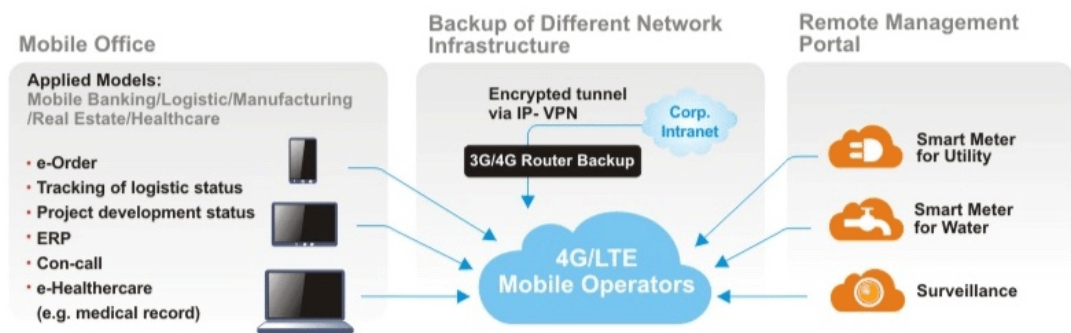 Mobile Office
Applied Models:
Mobile Banking/Logistic/Manufacturing
/Real Estate/Healthcare
• e-Order
• Tracking of logistic status
• Project development status
• ERP
• Con-call
• e-Healthercare
(e.g. medical record)
Backup of Different Network
Infrastructure
Encrypted tunnel
via IP- VPN
Corp.
Intranet
3G/4G Router Backup
4G/LTE
Mobile Operators
Remote Management
Portal
Smart Meter
for Utility
Smart Meter
for Water
Surveillance